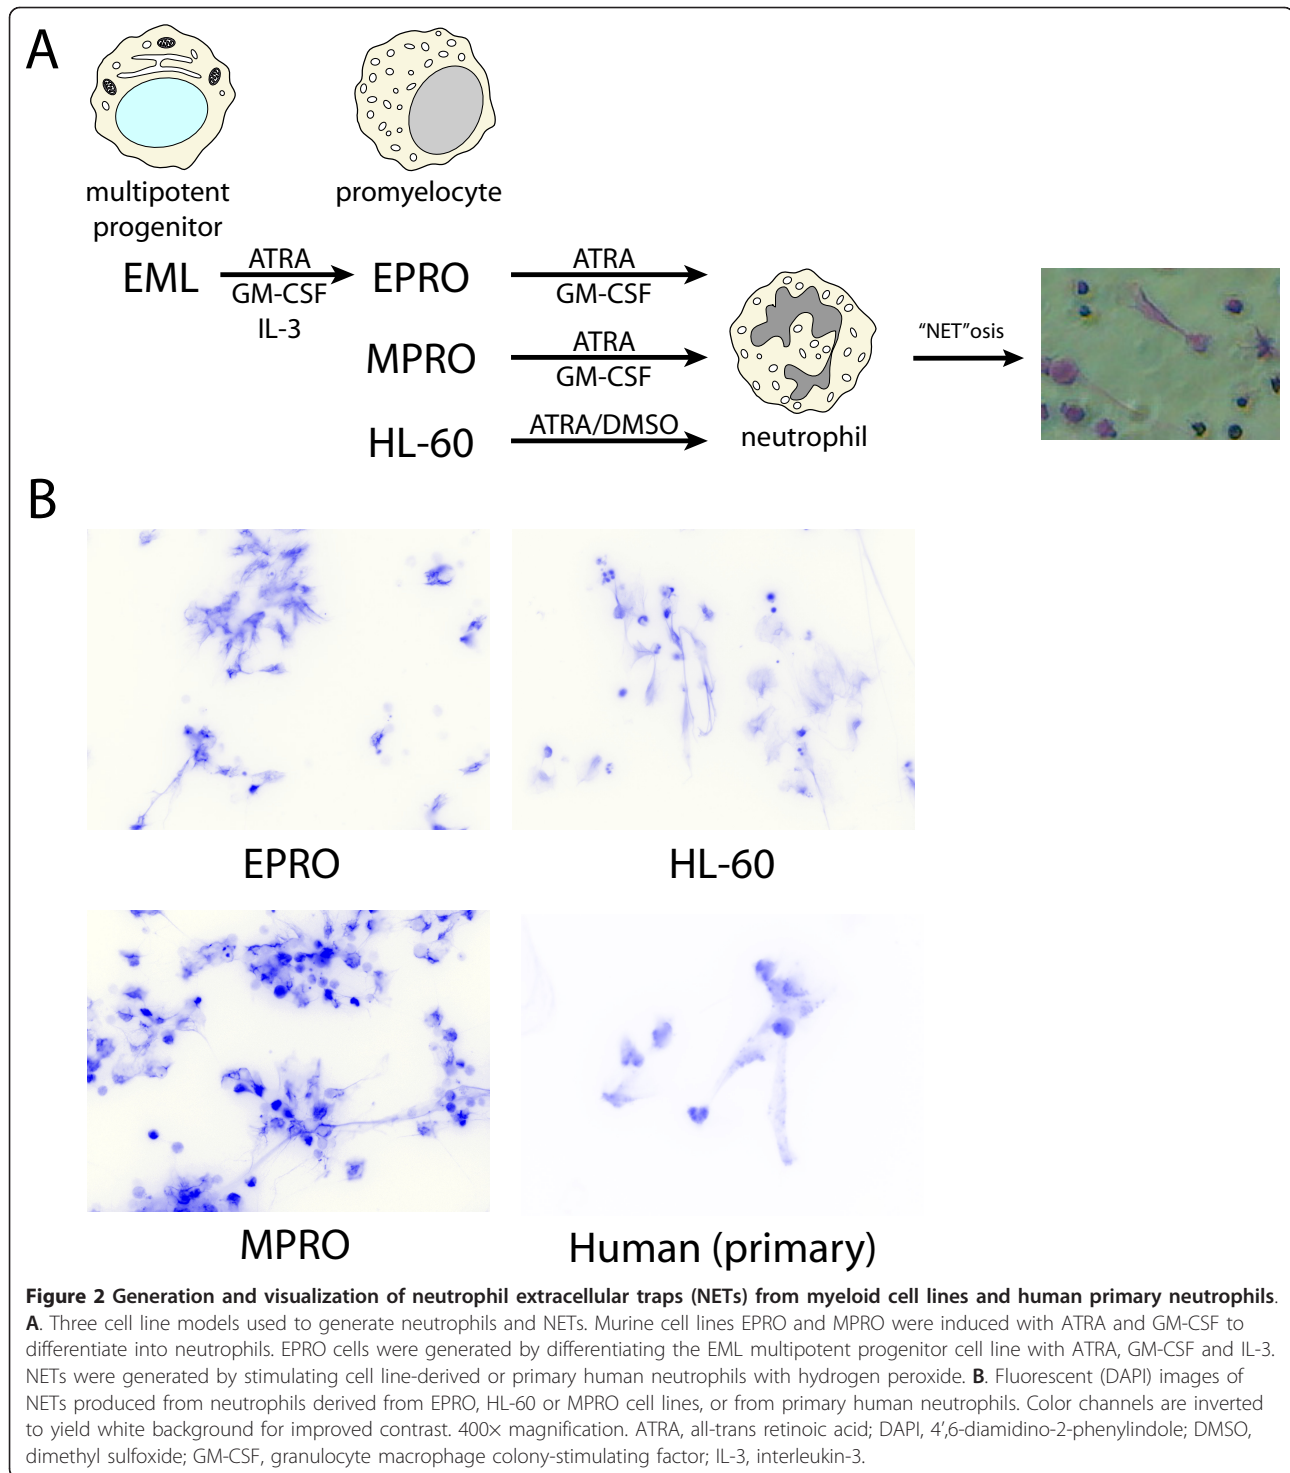 A
multipotent
progenitor
promyelocyte
EML
ATRA
GM-CSF
IL-3
EPRO
ATRA
GM-CSF
MPRO
ATRA
GM-CSF
HL-60
ATRA/DMSO
neutrophil
“NET”osis
B
EPRO
HL-60
MPRO
Human (primary)
Figure 2 Generation and visualization of neutrophil extracellular traps (NETs) from myeloid cell lines and human primary neutrophils.
A. Three cell line models used to generate neutrophils and NETs. Murine cell lines EPRO and MPRO were induced with ATRA and GM-CSF to
differentiate into neutrophils. EPRO cells were generated by differentiating the EML multipotent progenitor cell line with ATRA, GM-CSF and IL-3.
NETs were generated by stimulating cell line-derived or primary human neutrophils with hydrogen peroxide. B. Fluorescent (DAPI) images of
NETs produced from neutrophils derived from EPRO, HL-60 or MPRO cell lines, or from primary human neutrophils. Color channels are inverted
to yield white background for improved contrast. 400× magnification. ATRA, all-trans retinoic acid; DAPI, 4′,6-diamidino-2-phenylindole; DMSO,
dimethyl sulfoxide; GM-CSF, granulocyte macrophage colony-stimulating factor; IL-3, interleukin-3.